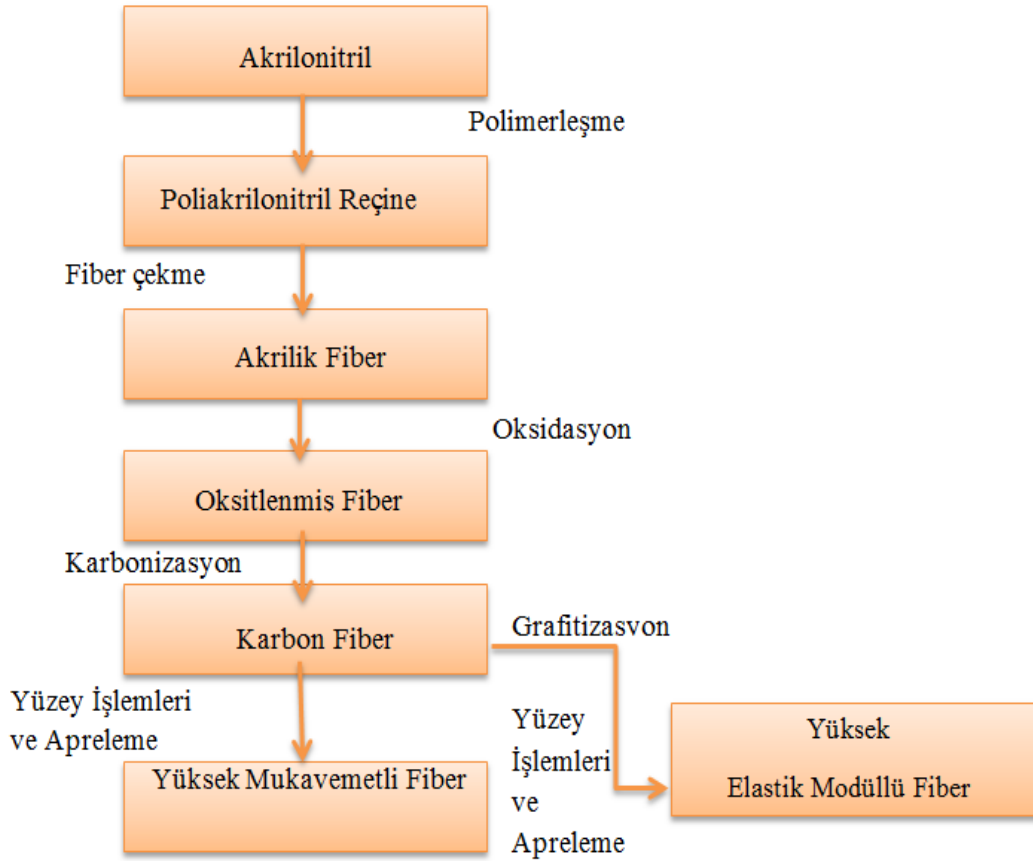 Akrilonitril
Polimerleşme
Poliakrilonitril Reçine
Fiber çekme
Akrilik Fiber
Oksidasyon
Oksitlenmis Fiber
Karbonizasyon
Karbon Fiber
Grafitizasvon
Yüzey İşlemleri
ve Apreleme
Yüksek Mukavemetli Fiber
Yüzey
İşlemleri
ve
Apreleme
Yüksek
Elastik Modüllü Fiber